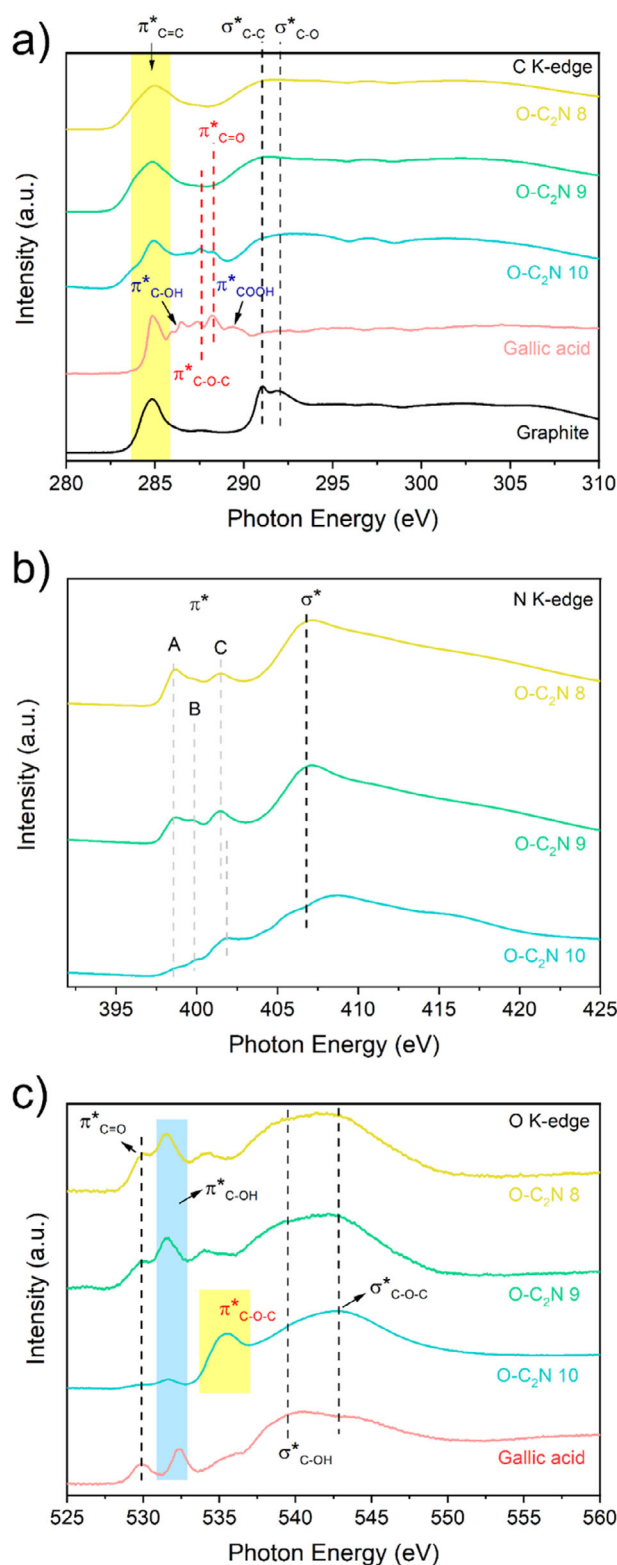 a)
π*C=C
σ*C-C
σ*C-O
C K-edge
O-C₂N 8
π*C=O
O-C₂N 9
O-C₂N 10
π*C-OH
π*COOH
Gallic acid
π*C-O-C
Graphite
Intensity (a.u.)
280 285 290 295 300 305 310
Photon Energy (eV)
b)
π*
σ*
N K-edge
A
C
B
O-C₂N 8
O-C₂N 9
O-C₂N 10
Intensity (a.u.)
395 400 405 410 415 420 425
Photon Energy (eV)
c)
O K-edge
π*C=O
O-C₂N 8
π*C-OH
O-C₂N 9
π*C-O-C
σ*C-O-C
O-C₂N 10
σ*C-OH
Gallic acid
Intensity (a.u.)
525 530 535 540 545 550 555 560
Photon Energy (eV)